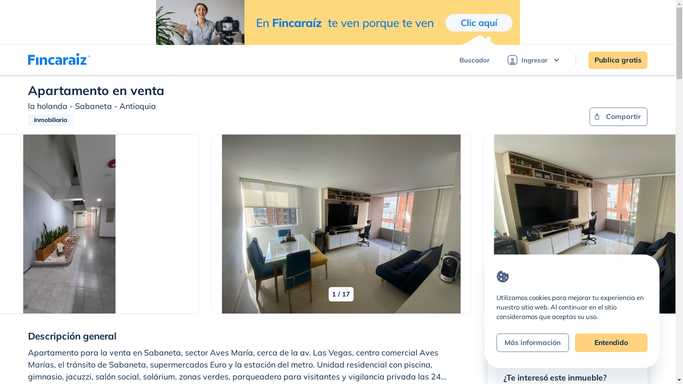 En Fincaraíz te ven porque te ven
Clic aquí
Fincaraíz
Buscador
Ingresar
Publica gratis
Apartamento en venta
la holanda - Sabaneta - Antioquia
Inmobiliaria
Compartir
1 / 17
Utilizamos cookies para mejorar tu experiencia en
nuestro sitio web. Al continuar en el sitio
consideramos que aceptas su uso.
Más información
Entendido
Descripción general
Apartamento para la venta en Sabaneta, sector Aves María, cerca de la av. Las Vegas, centro comercial Aves
Marías, el tránsito de Sabaneta, supermercados Euro y la estación del metro. Unidad residencial con piscina,
gimnasio, jacuzzi, salón social, solárium, zonas verdes, parqueadero para visitantes y vigilancia privada las 24...
¿Te interesó este inmueble?